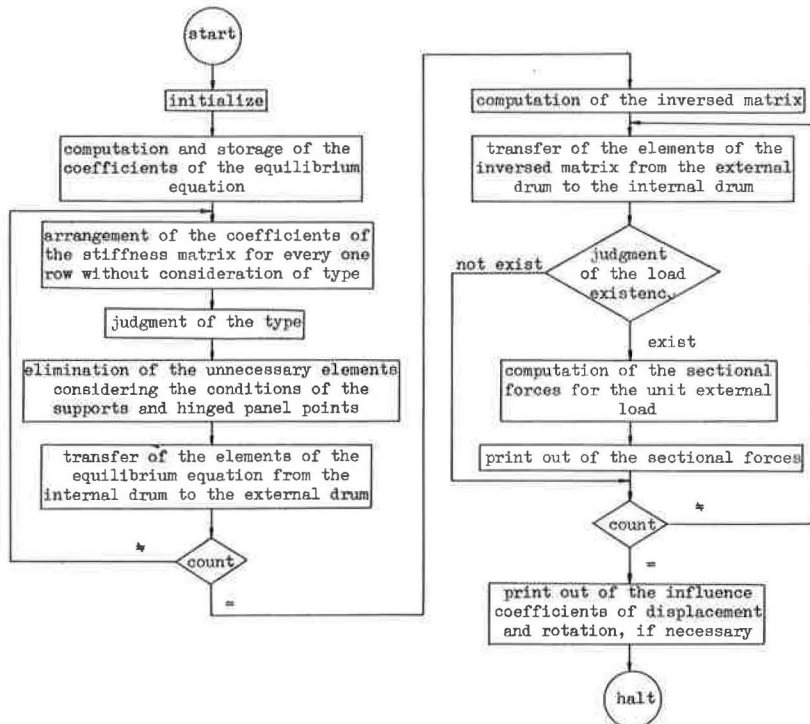 start
initialize
computation and storage of the
coefficients of the equilibrium
equation
arrangement of the coefficients of
the stiffness matrix for every one
row without consideration of type
judgment of the type
elimination of the unnecessary elements
considering the conditions of the
supports and hinged panel points
transfer of the elements of the
equilibrium equation from the
internal drum to the external drum
≒
count
=
computation of the inversed matrix
transfer of the elements of the
inversed matrix from the external
drum to the internal drum
not exist
judgment
of the load
exist
computation of the sectional
forces for the unit external
load
print out of the sectional forces
≒
count
=
print out of the influence
coefficients of displacement
and rotation, if necessary
halt